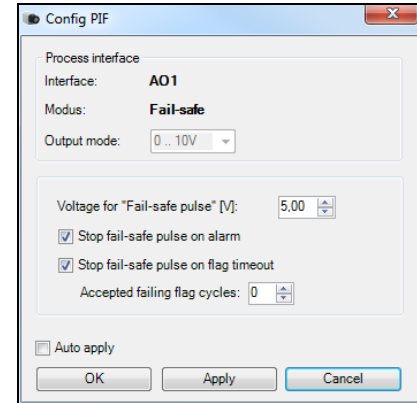 Config PIF
Process interface
Interface: AO1
Modus: Fail-safe
Output mode: 0 .. 10V
Voltage for "Fail-safe pulse" [V]: 5,00
Stop fail-safe pulse on alarm
Stop fail-safe pulse on flag timeout
Accepted failing flag cycles: 0
Auto apply
OK Apply Cancel